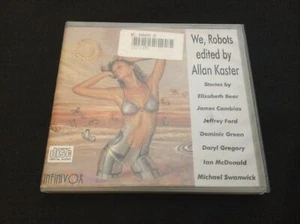 We, Robots
edited by
Allan Kaster
Stories by
Elizabeth Bear
James Cambias
Jeffrey Ford
Dominic Green
Daryl Gregory
Ian McDonald
Michael Swanwick
INFINIVOX